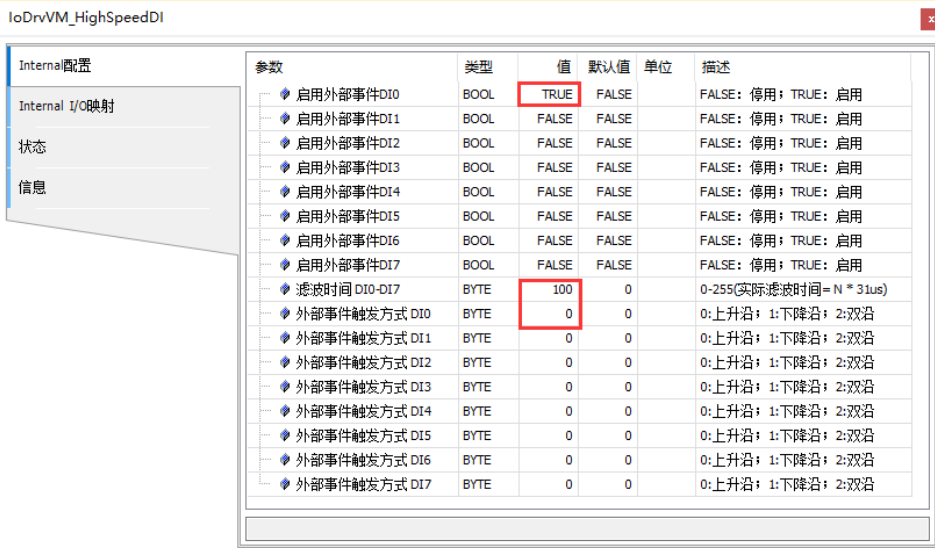 IoDrvVM_HighSpeedDI
x
Internal配置
Internal I/O映射
状态
信息
参数 类型 值 默认值 单位 描述
启用外部事件DI0 BOOL TRUE FALSE FALSE：停用；TRUE：启用
启用外部事件DI1 BOOL FALSE FALSE FALSE：停用；TRUE：启用
启用外部事件DI2 BOOL FALSE FALSE FALSE：停用；TRUE：启用
启用外部事件DI3 BOOL FALSE FALSE FALSE：停用；TRUE：启用
启用外部事件DI4 BOOL FALSE FALSE FALSE：停用；TRUE：启用
启用外部事件DI5 BOOL FALSE FALSE FALSE：停用；TRUE：启用
启用外部事件DI6 BOOL FALSE FALSE FALSE：停用；TRUE：启用
启用外部事件DI7 BOOL FALSE FALSE FALSE：停用；TRUE：启用
滤波时间 DI0-DI7 BYTE 100 0 0-255(实际滤波时间= N * 31us)
外部事件触发方式 DI0 BYTE 0 0 0:上升沿；1:下降沿；2:双沿
外部事件触发方式 DI1 BYTE 0 0 0:上升沿；1:下降沿；2:双沿
外部事件触发方式 DI2 BYTE 0 0 0:上升沿；1:下降沿；2:双沿
外部事件触发方式 DI3 BYTE 0 0 0:上升沿；1:下降沿；2:双沿
外部事件触发方式 DI4 BYTE 0 0 0:上升沿；1:下降沿；2:双沿
外部事件触发方式 DI5 BYTE 0 0 0:上升沿；1:下降沿；2:双沿
外部事件触发方式 DI6 BYTE 0 0 0:上升沿；1:下降沿；2:双沿
外部事件触发方式 DI7 BYTE 0 0 0:上升沿；1:下降沿；2:双沿